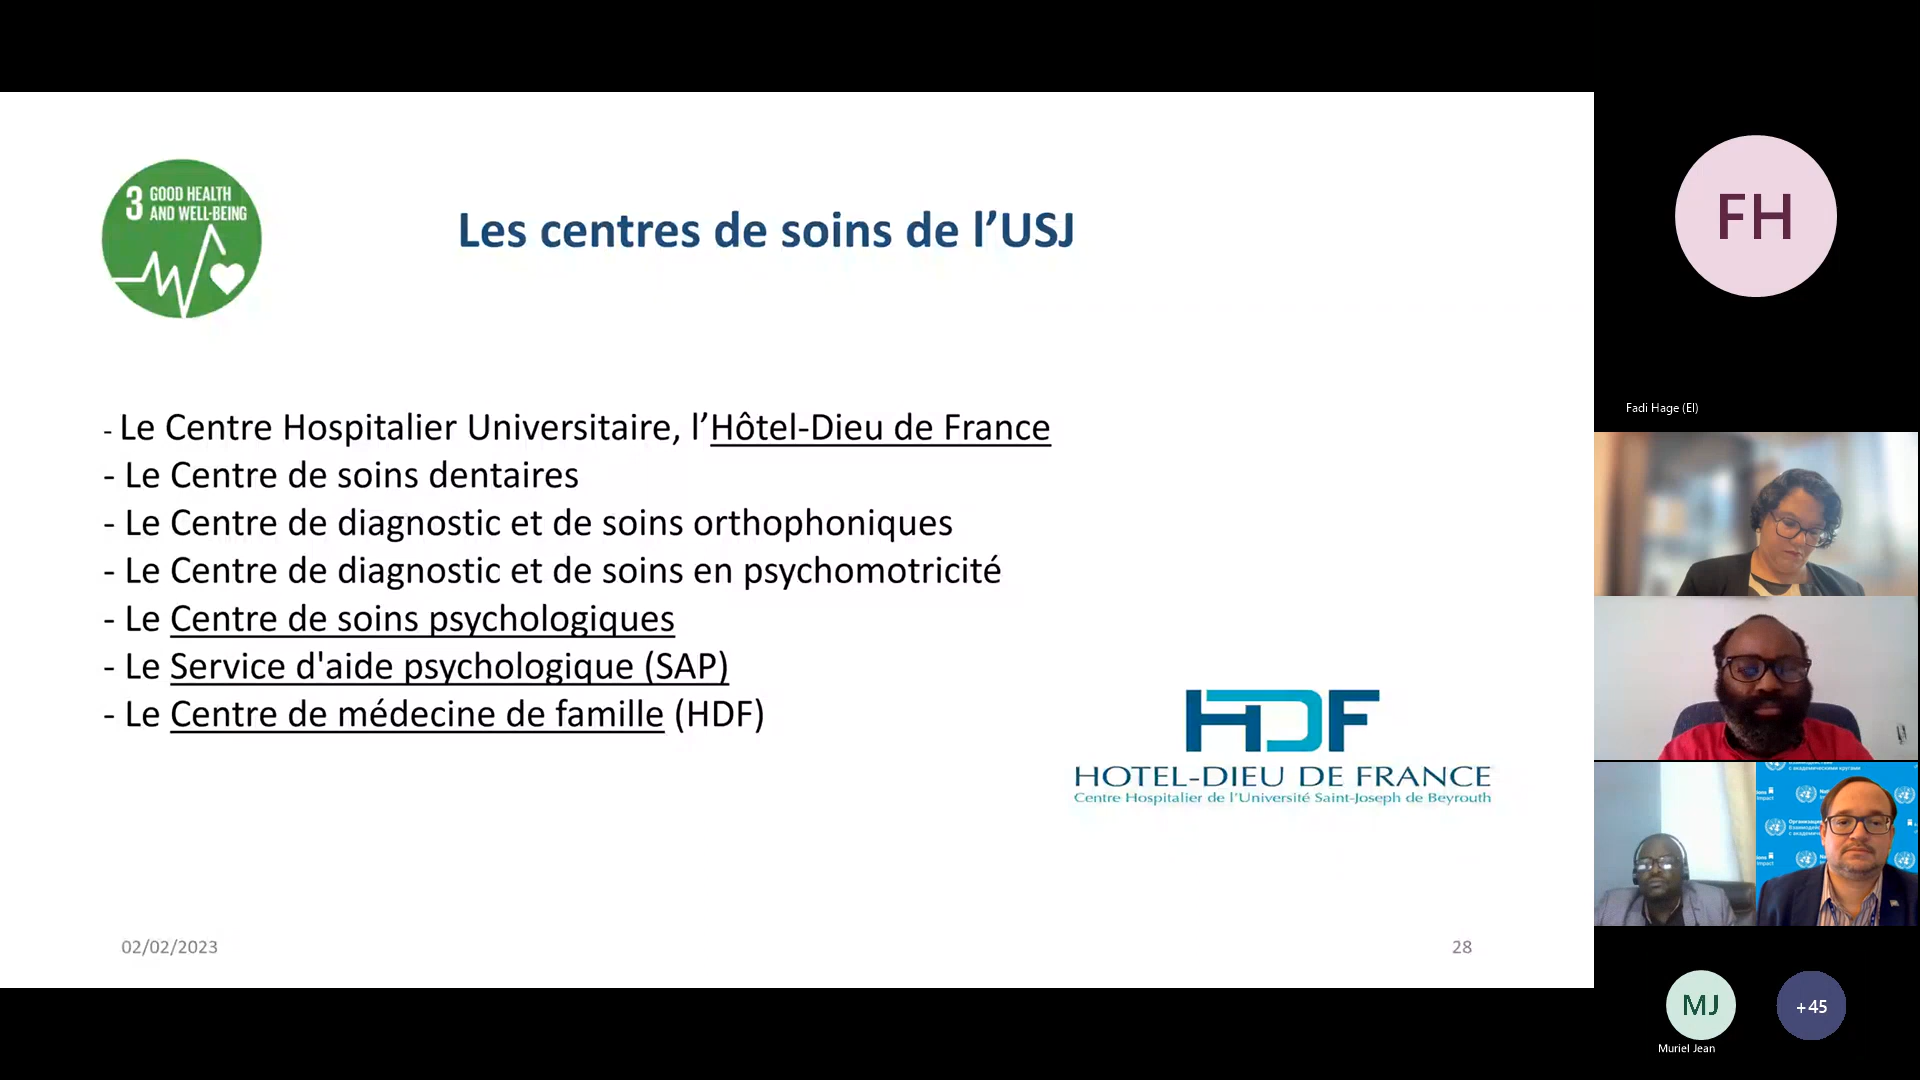 3 GOOD HEALTH
AND WELL-BEING
Les centres de soins de l’USJ
- Le Centre Hospitalier Universitaire, l’Hôtel-Dieu de France
- Le Centre de soins dentaires
- Le Centre de diagnostic et de soins orthophoniques
- Le Centre de diagnostic et de soins en psychomotricité
- Le Centre de soins psychologiques
- Le Service d'aide psychologique (SAP)
- Le Centre de médecine de famille (HDF)
HDF
HOTEL-DIEU DE FRANCE
Centre Hospitalier de l'Université Saint-Joseph de Beyrouth
02/02/2023
28
FH
Fadi Hage (El)
MJ
+45
Muriel Jean